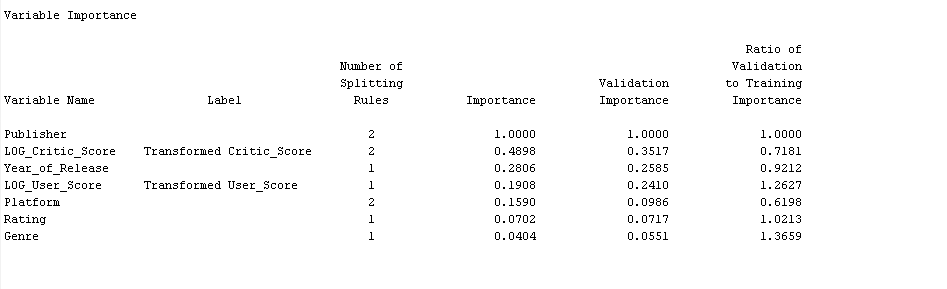 Variable Importance
Ratio of
Number of Validation
Splitting Validation to Training
Variable Name Label Rules Importance Importance Importance
Publisher 2 1.0000 1.0000 1.0000
LOG_Critic_Score Transformed Critic_Score 2 0.4898 0.3517 0.7181
Year_of_Release 1 0.2806 0.2585 0.9212
LOG_User_Score Transformed User_Score 1 0.1908 0.2410 1.2627
Platform 2 0.1590 0.0986 0.6198
Rating 1 0.0702 0.0717 1.0213
Genre 1 0.0404 0.0551 1.3659